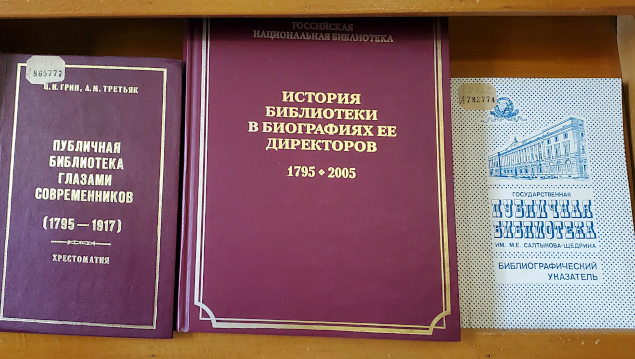 865777
Ц.И. ГРИН, А.М. ТРЕТЬЯК
ПУБЛИЧНАЯ
БИБЛИОТЕКА
ГЛАЗАМИ
СОВРЕМЕННИКОВ
(1795—1917)
ХРЕСТОМАТИЯ
РОССИЙСКАЯ
НАЦИОНАЛЬНАЯ БИБЛИОТЕКА
ИСТОРИЯ
БИБЛИОТЕКИ
В БИОГРАФИЯХ ЕЕ
ДИРЕКТОРОВ
1795 ⬥ 2005
782774
ГОСУДАРСТВЕННАЯ
ПУБЛИЧНАЯ
БИБЛИОТЕКА
ИМ. М.Е. САЛТЫКОВА-ЩЕДРИНА
БИБЛИОГРАФИЧЕСКИЙ
УКАЗАТЕЛЬ